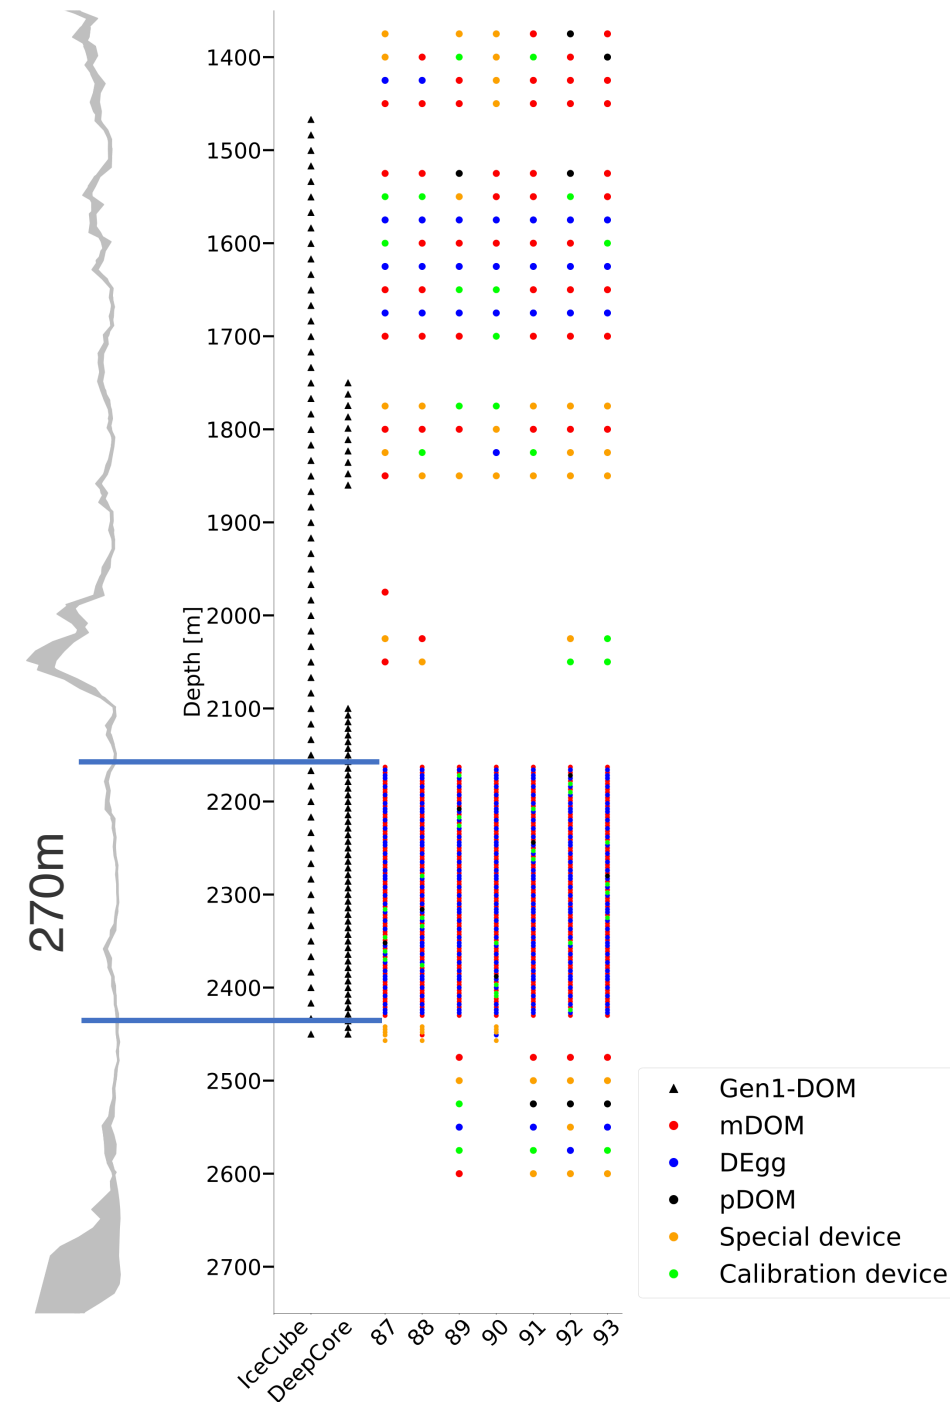 1400
1500
1600
1700
1800
1900
2000
2100
2200
2300
2400
2500
2600
2700
Depth [m]
270m
IceCube
DeepCore
87
88
89
90
91
92
93
Gen1-DOM
mDOM
DEgg
pDOM
Special device
Calibration device